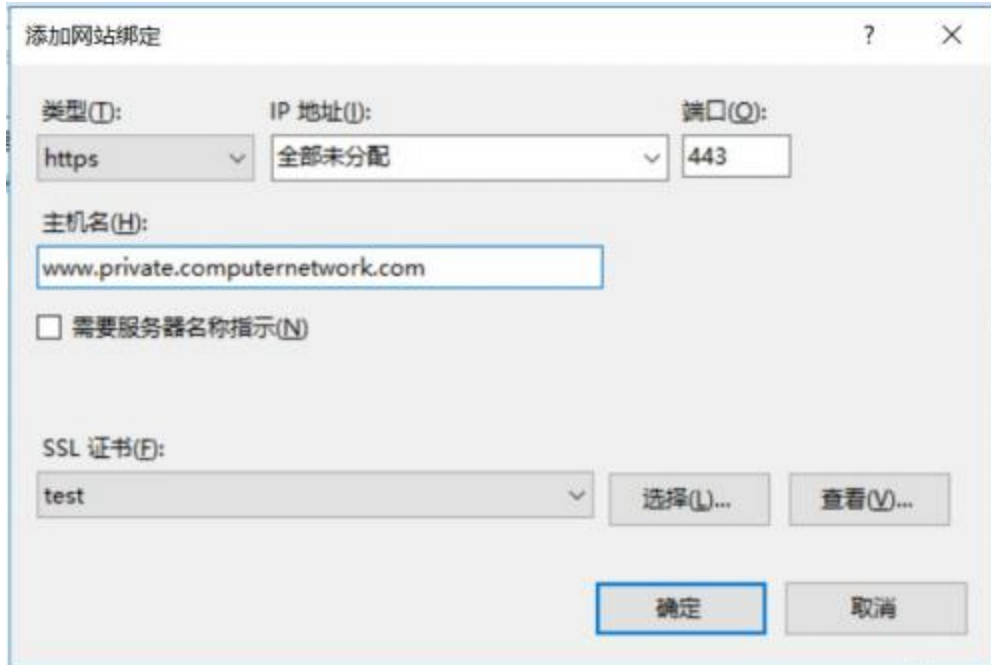 添加网站绑定 ?
类型(T): IP 地址(I): 端口(O):
https 全部未分配 443
主机名(H):
www.private.computernetwork.com
需要服务器名称指示(N)
SSL 证书(F):
test 选择(L)... 查看(V)...
确定 取消